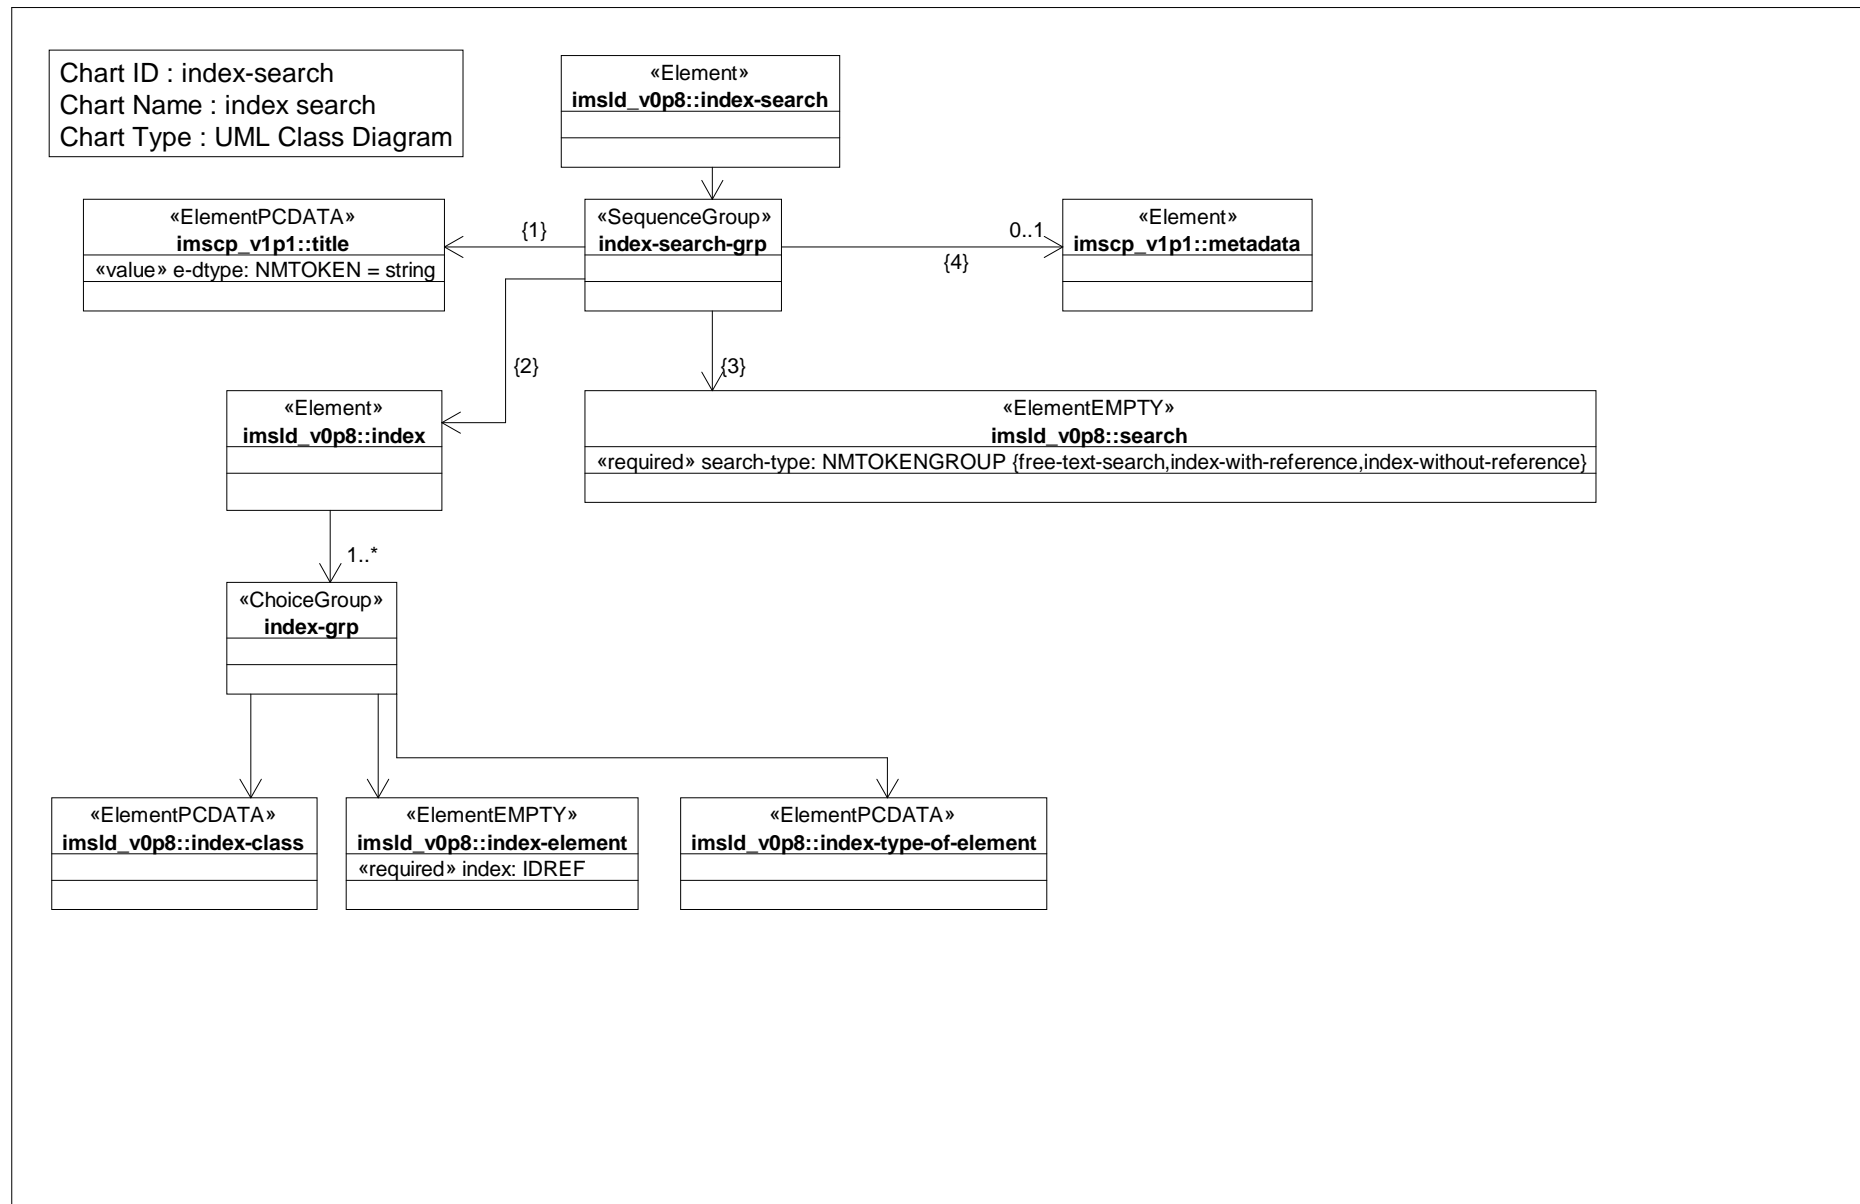 Chart ID : index-search
Chart Name : index search
Chart Type : UML Class Diagram
«Element»
imsld_v0p8::index-search
«ElementPCDATA»
imscp_v1p1::title
«value» e-dtype: NMTOKEN = string
{1}
«SequenceGroup»
index-search-grp
0..1
{4}
«Element»
imscp_v1p1::metadata
{2}
{3}
«Element»
imsld_v0p8::index
«ElementEMPTY»
imsld_v0p8::search
«required» search-type: NMTOKENGROUP {free-text-search,index-with-reference,index-without-reference}
1..*
«ChoiceGroup»
index-grp
«ElementPCDATA»
imsld_v0p8::index-class
«ElementEMPTY»
imsld_v0p8::index-element
«required» index: IDREF
«ElementPCDATA»
imsld_v0p8::index-type-of-element